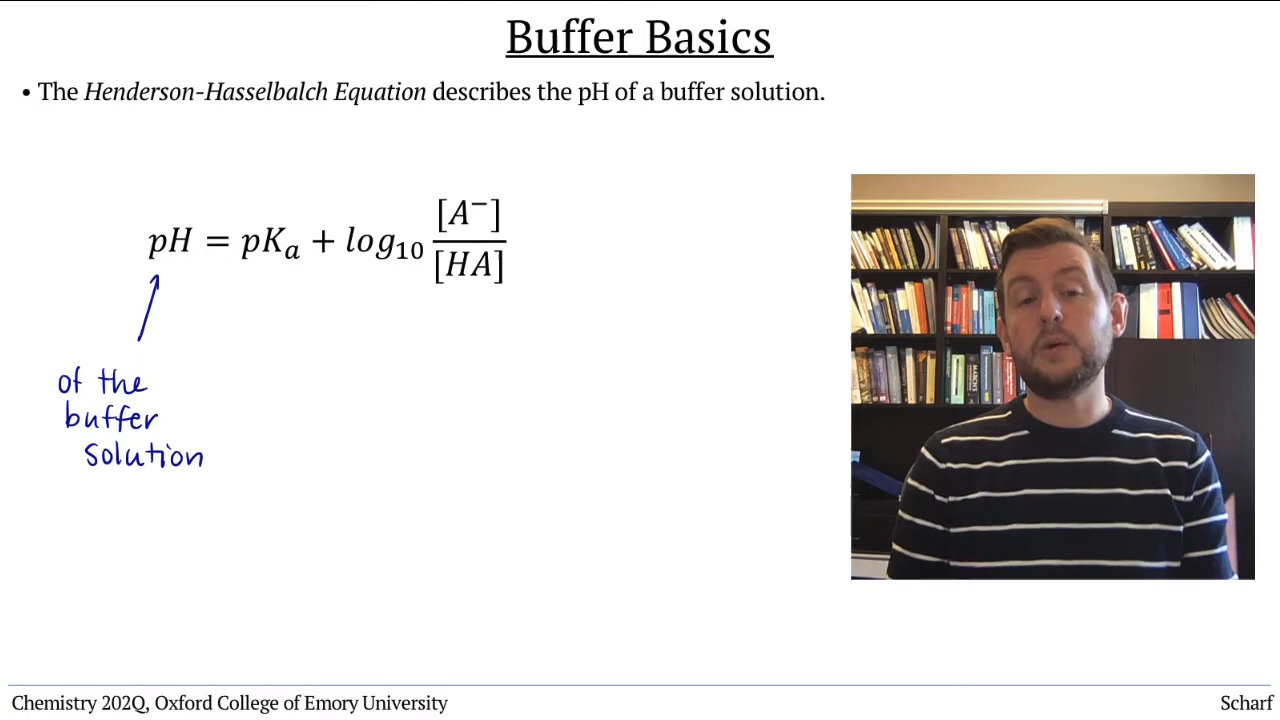 Buffer Basics
• The Henderson-Hasselbalch Equation describes the pH of a buffer solution.
pH = pKₐ + log₁₀ [A⁻]/[HA]
of the
buffer
solution
Chemistry 202Q, Oxford College of Emory University
Scharf